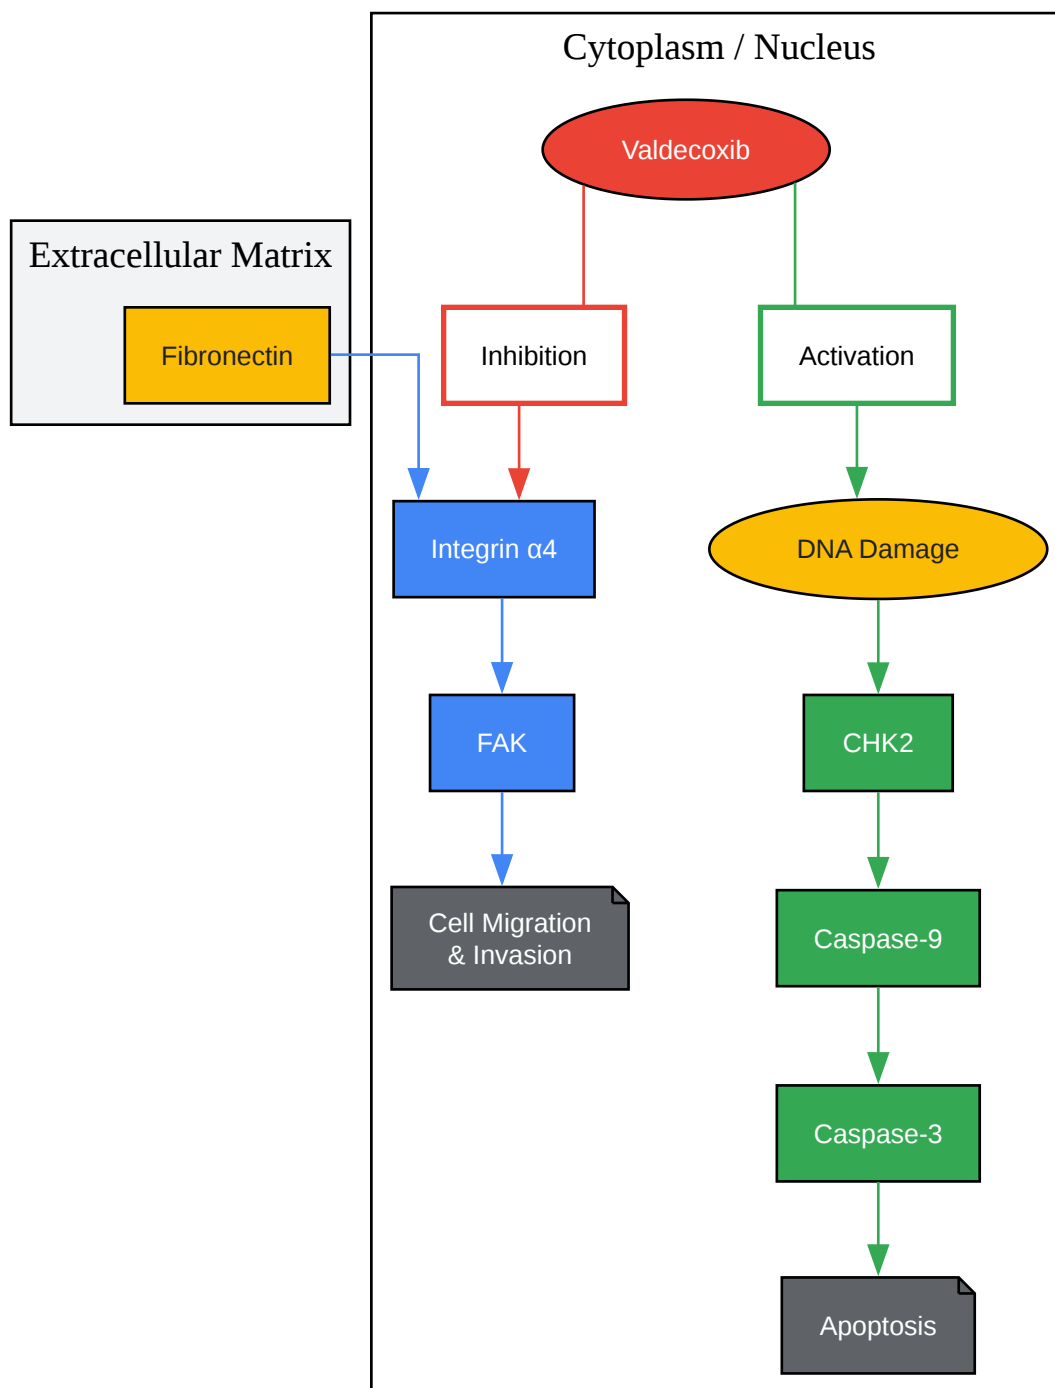 Cytoplasm / Nucleus
Valdecoxib
Extracellular Matrix
Fibronectin
Inhibition
Activation
Integrin α4
DNA Damage
FAK
CHK2
Cell Migration
& Invasion
Caspase-9
Caspase-3
Apoptosis